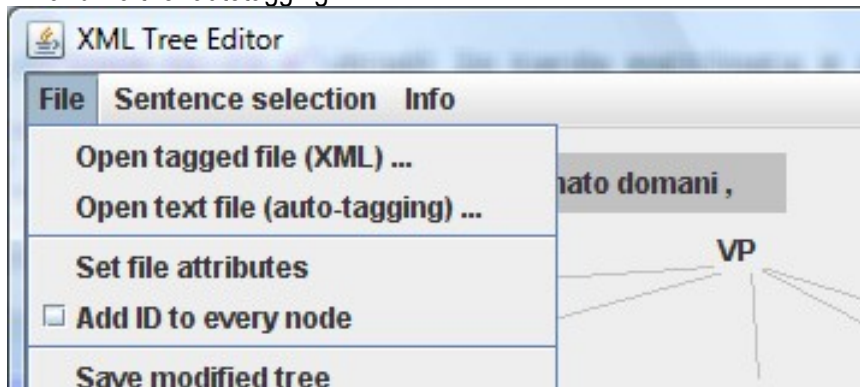 XML Tree Editor
File Sentence selection Info
Open tagged file (XML) ...
nato domani ,
Open text file (auto-tagging) ...
VP
Set file attributes
Add ID to every node
Save modified tree